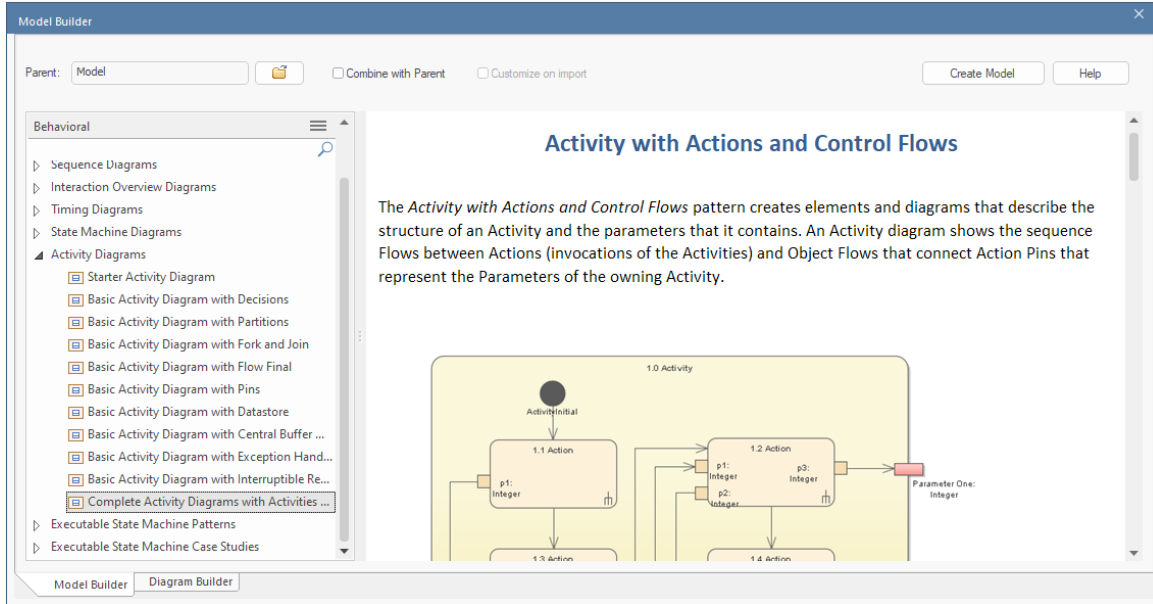 Model Builder
Parent: Model Combine with Parent Customize on import Create Model Help
Behavioral
Sequence Diagrams
Interaction Overview Diagrams
Timing Diagrams
State Machine Diagrams
Activity Diagrams
Starter Activity Diagram
Basic Activity Diagram with Decisions
Basic Activity Diagram with Partitions
Basic Activity Diagram with Fork and Join
Basic Activity Diagram with Flow Final
Basic Activity Diagram with Pins
Basic Activity Diagram with Datastore
Basic Activity Diagram with Central Buffer ...
Basic Activity Diagram with Exception Hand...
Basic Activity Diagram with Interruptible Re...
Complete Activity Diagrams with Activities ...
Executable State Machine Patterns
Executable State Machine Case Studies
Activity with Actions and Control Flows
The Activity with Actions and Control Flows pattern creates elements and diagrams that describe the
structure of an Activity and the parameters that it contains. An Activity diagram shows the sequence
Flows between Actions (invocations of the Activities) and Object Flows that connect Action Pins that
represent the Parameters of the owning Activity.
1.0 Activity
ActivityInitial
1.1 Action
p1:
Integer
1.2 Action
p1:
Integer
p2:
Integer
p3:
Integer
Parameter One:
Integer
1.3 Action
1.4 Action
Model Builder Diagram Builder